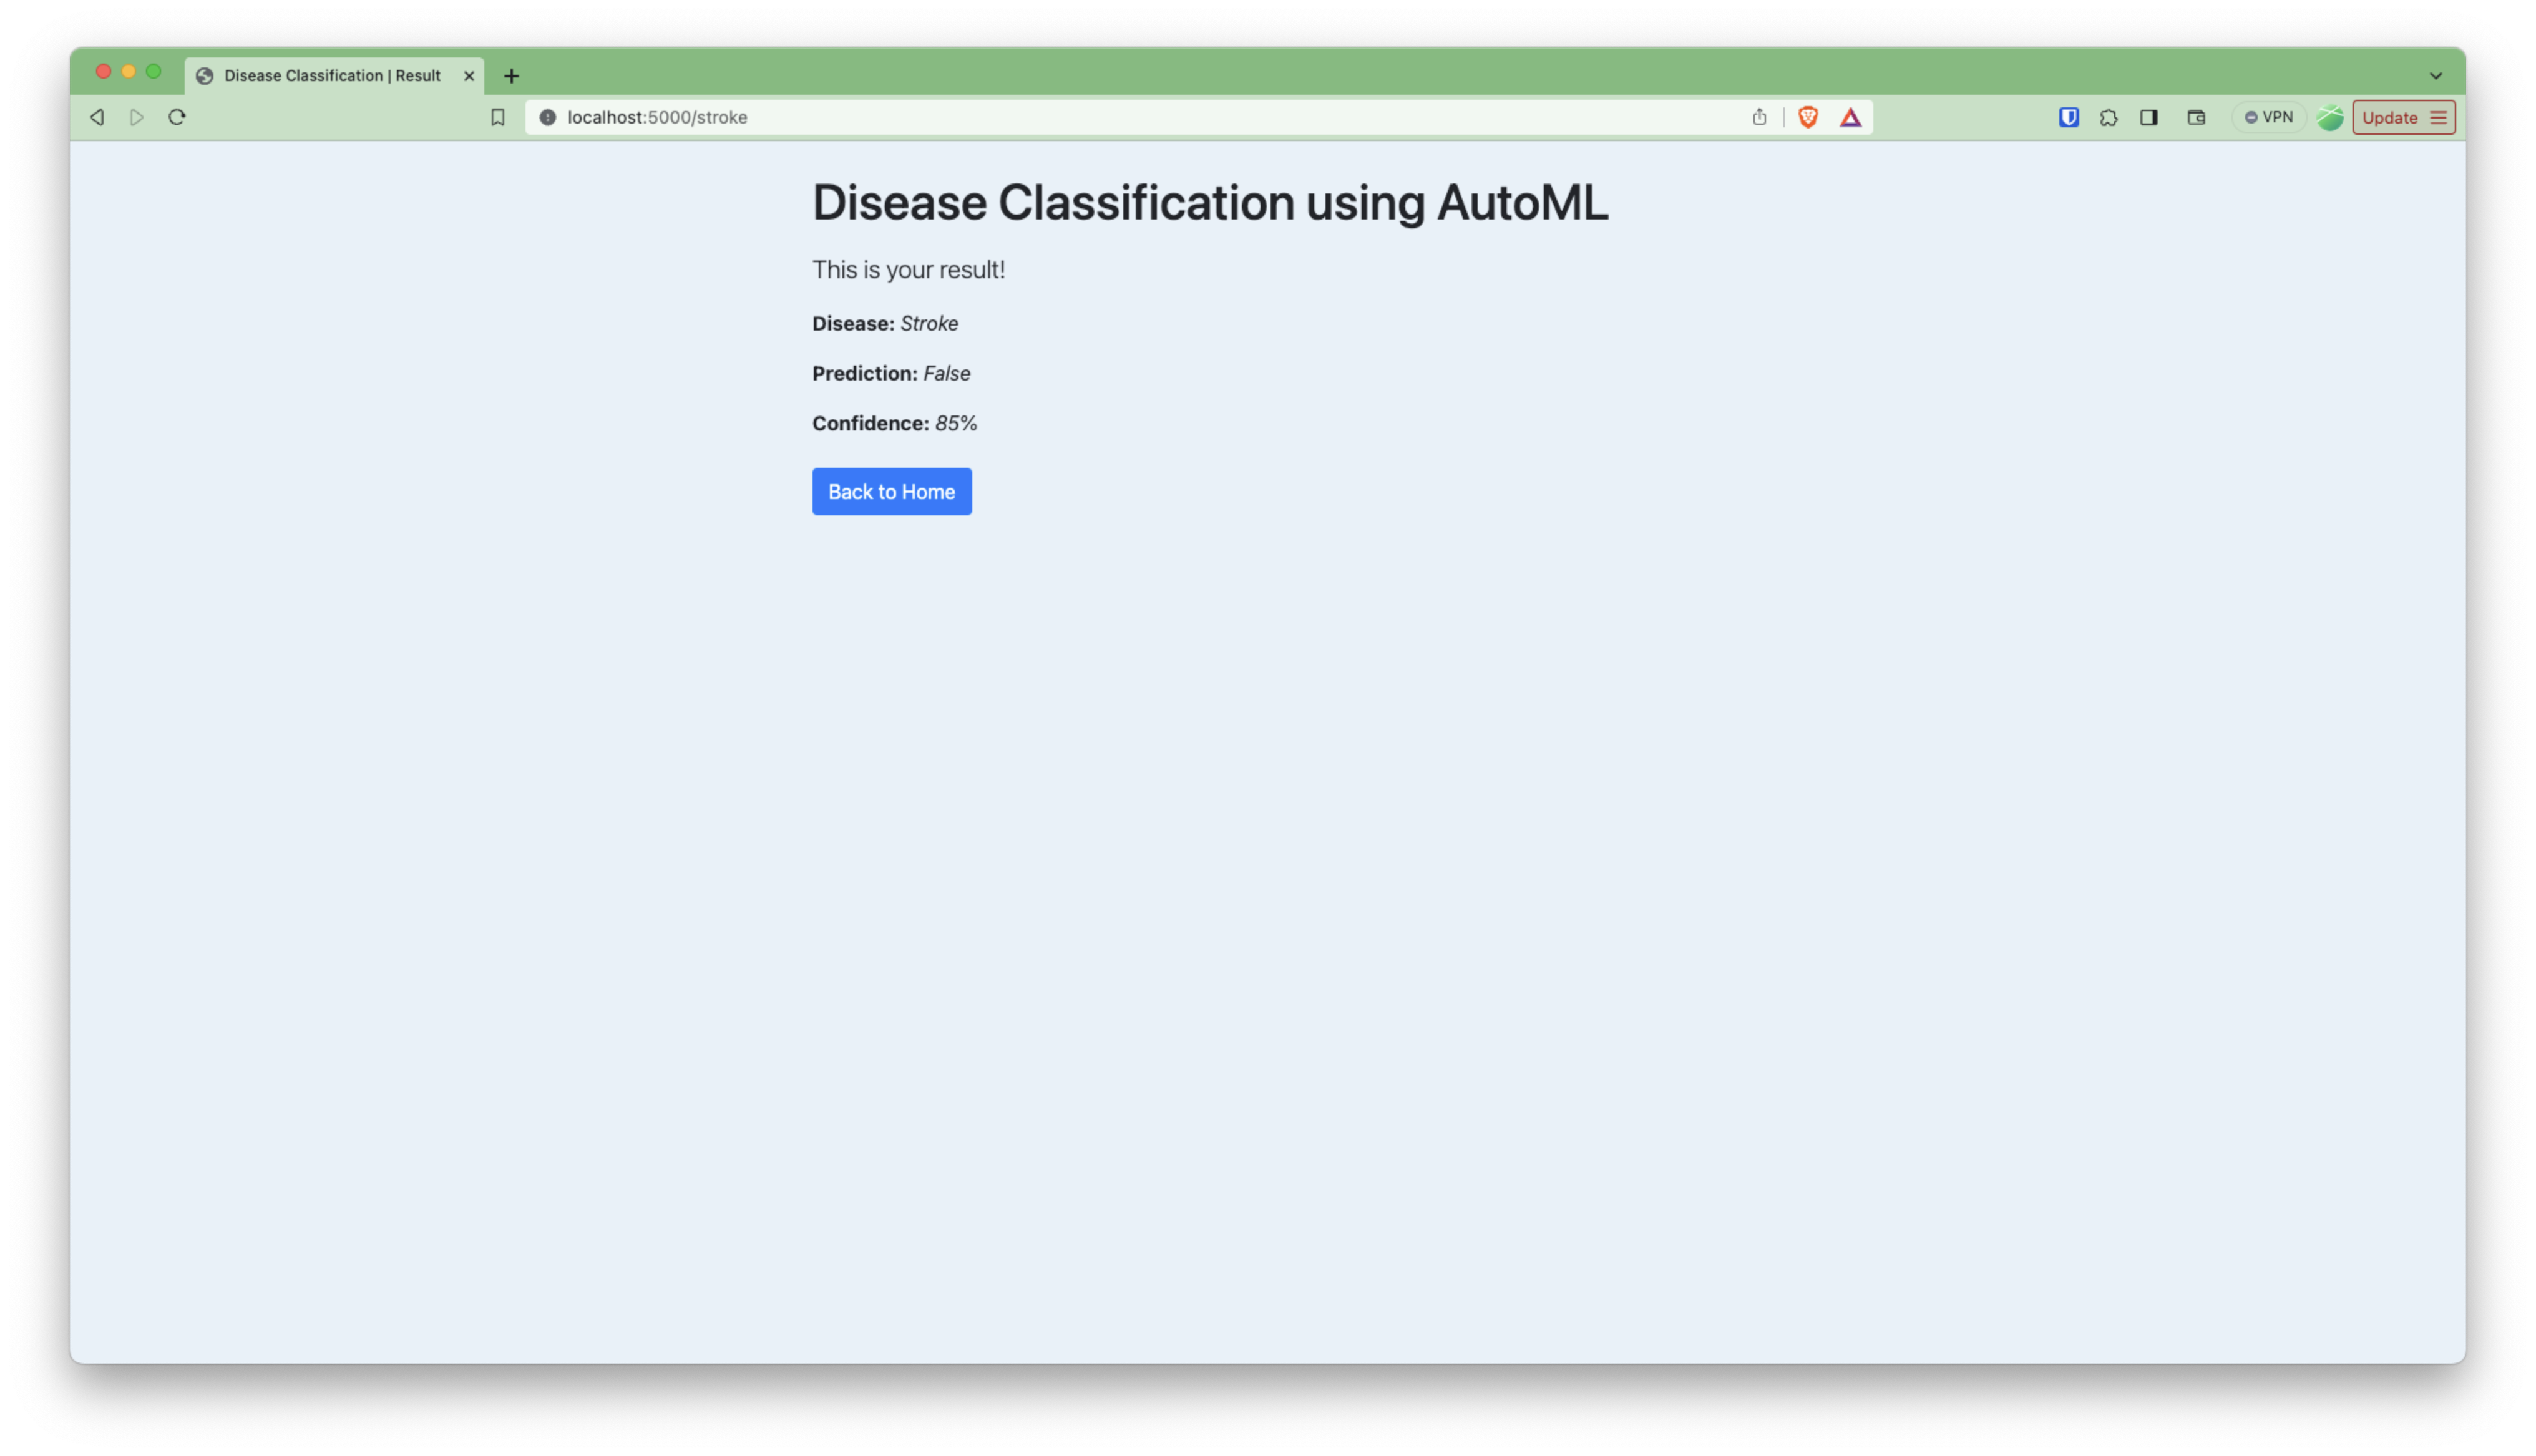 Disease Classification | Result
localhost:5000/stroke
VPN
Update
Disease Classification using AutoML
This is your result!
Disease: Stroke
Prediction: False
Confidence: 85%
Back to Home